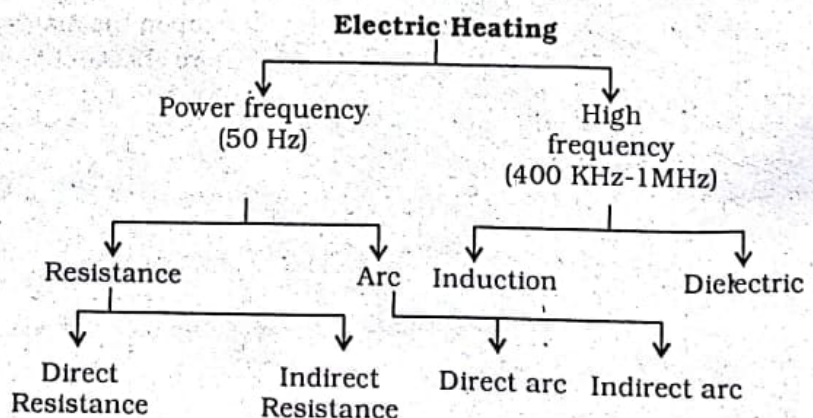 Electric Heating
Power frequency
(50 Hz)
High
frequency
(400 KHz-1MHz)
Resistance
Arc
Induction
Dielectric
Direct
Resistance
Indirect
Resistance
Direct arc
Indirect arc